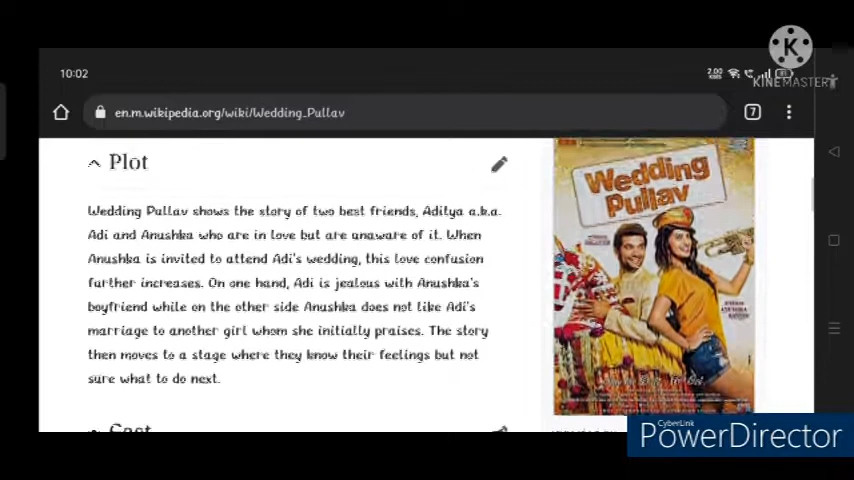 KINEMASTER
10:02
2.00
KB/S
81
en.m.wikipedia.org/wiki/Wedding_Pullav
7
Plot
Wedding Pullav shows the story of two best friends, Aditya a.k.a.
Adi and Anushka who are in love but are unaware of it. When
Anushka is invited to attend Adi's wedding, this love confusion
further increases. On one hand, Adi is jealous with Anushka's
boyfriend while on the other side Anushka does not like Adi's
marriage to another girl whom she initially praises. The story
then moves to a stage where they know their feelings but not
sure what to do next.
Cast
Wedding
Pullav
CyberLink
PowerDirector